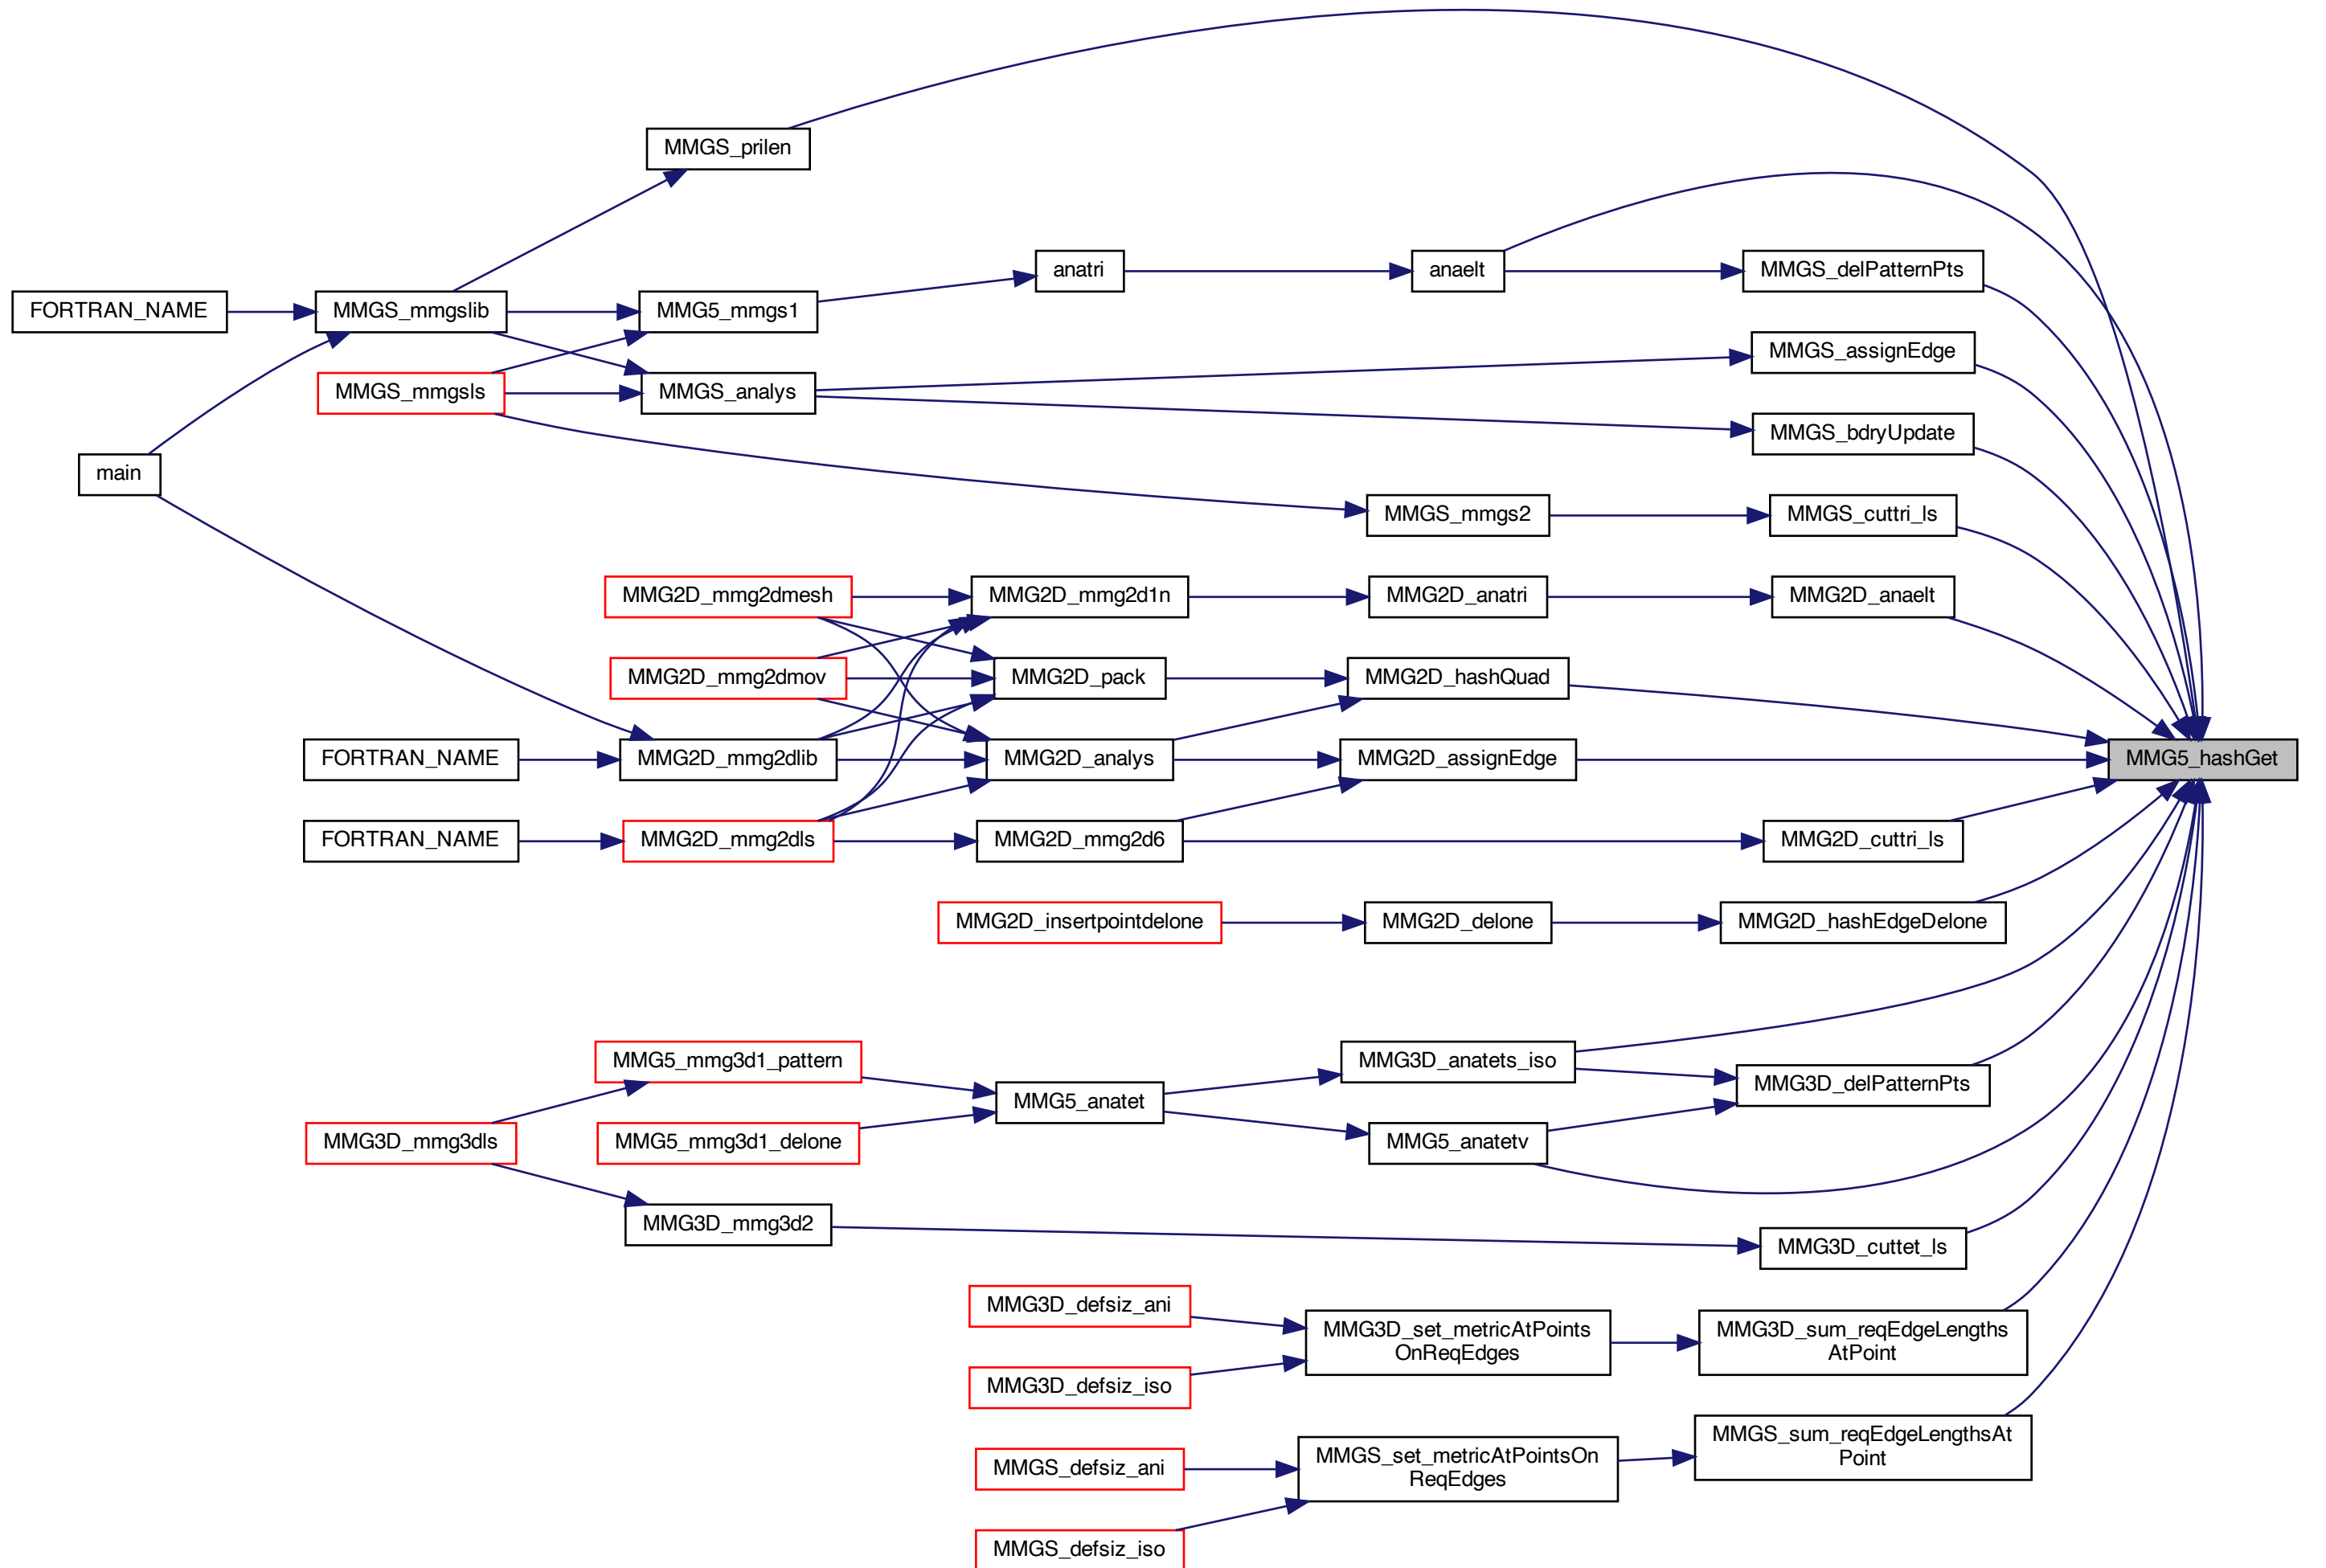 MMGS_prilen
anatri
anaelt
MMGS_delPatternPts
FORTRAN_NAME
MMGS_mmgslib
MMG5_mmgs1
MMGS_assignEdge
MMGS_mmgsls
MMGS_analys
MMGS_bdryUpdate
main
MMGS_mmgs2
MMGS_cuttri_ls
MMG2D_mmg2dmesh
MMG2D_mmg2d1n
MMG2D_anatri
MMG2D_anaelt
MMG2D_mmg2dmov
MMG2D_pack
MMG2D_hashQuad
FORTRAN_NAME
MMG2D_mmg2dlib
MMG2D_analys
MMG2D_assignEdge
MMG5_hashGet
FORTRAN_NAME
MMG2D_mmg2dls
MMG2D_mmg2d6
MMG2D_cuttri_ls
MMG2D_insertpointdelone
MMG2D_delone
MMG2D_hashEdgeDelone
MMG5_mmg3d1_pattern
MMG3D_anatets_iso
MMG5_anatet
MMG3D_delPatternPts
MMG3D_mmg3dls
MMG5_mmg3d1_delone
MMG5_anatetv
MMG3D_mmg3d2
MMG3D_cuttet_ls
MMG3D_defsiz_ani
MMG3D_set_metricAtPoints
OnReqEdges
MMG3D_sum_reqEdgeLengths
AtPoint
MMG3D_defsiz_iso
MMGS_defsiz_ani
MMGS_set_metricAtPointsOn
ReqEdges
MMGS_sum_reqEdgeLengthsAt
Point
MMGS_defsiz_iso